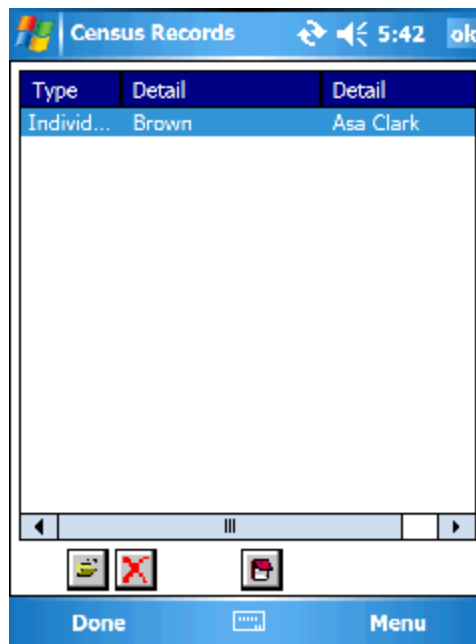 Census Records 5:42 ok
Type Detail Detail
Individ... Brown Asa Clark
Done Menu